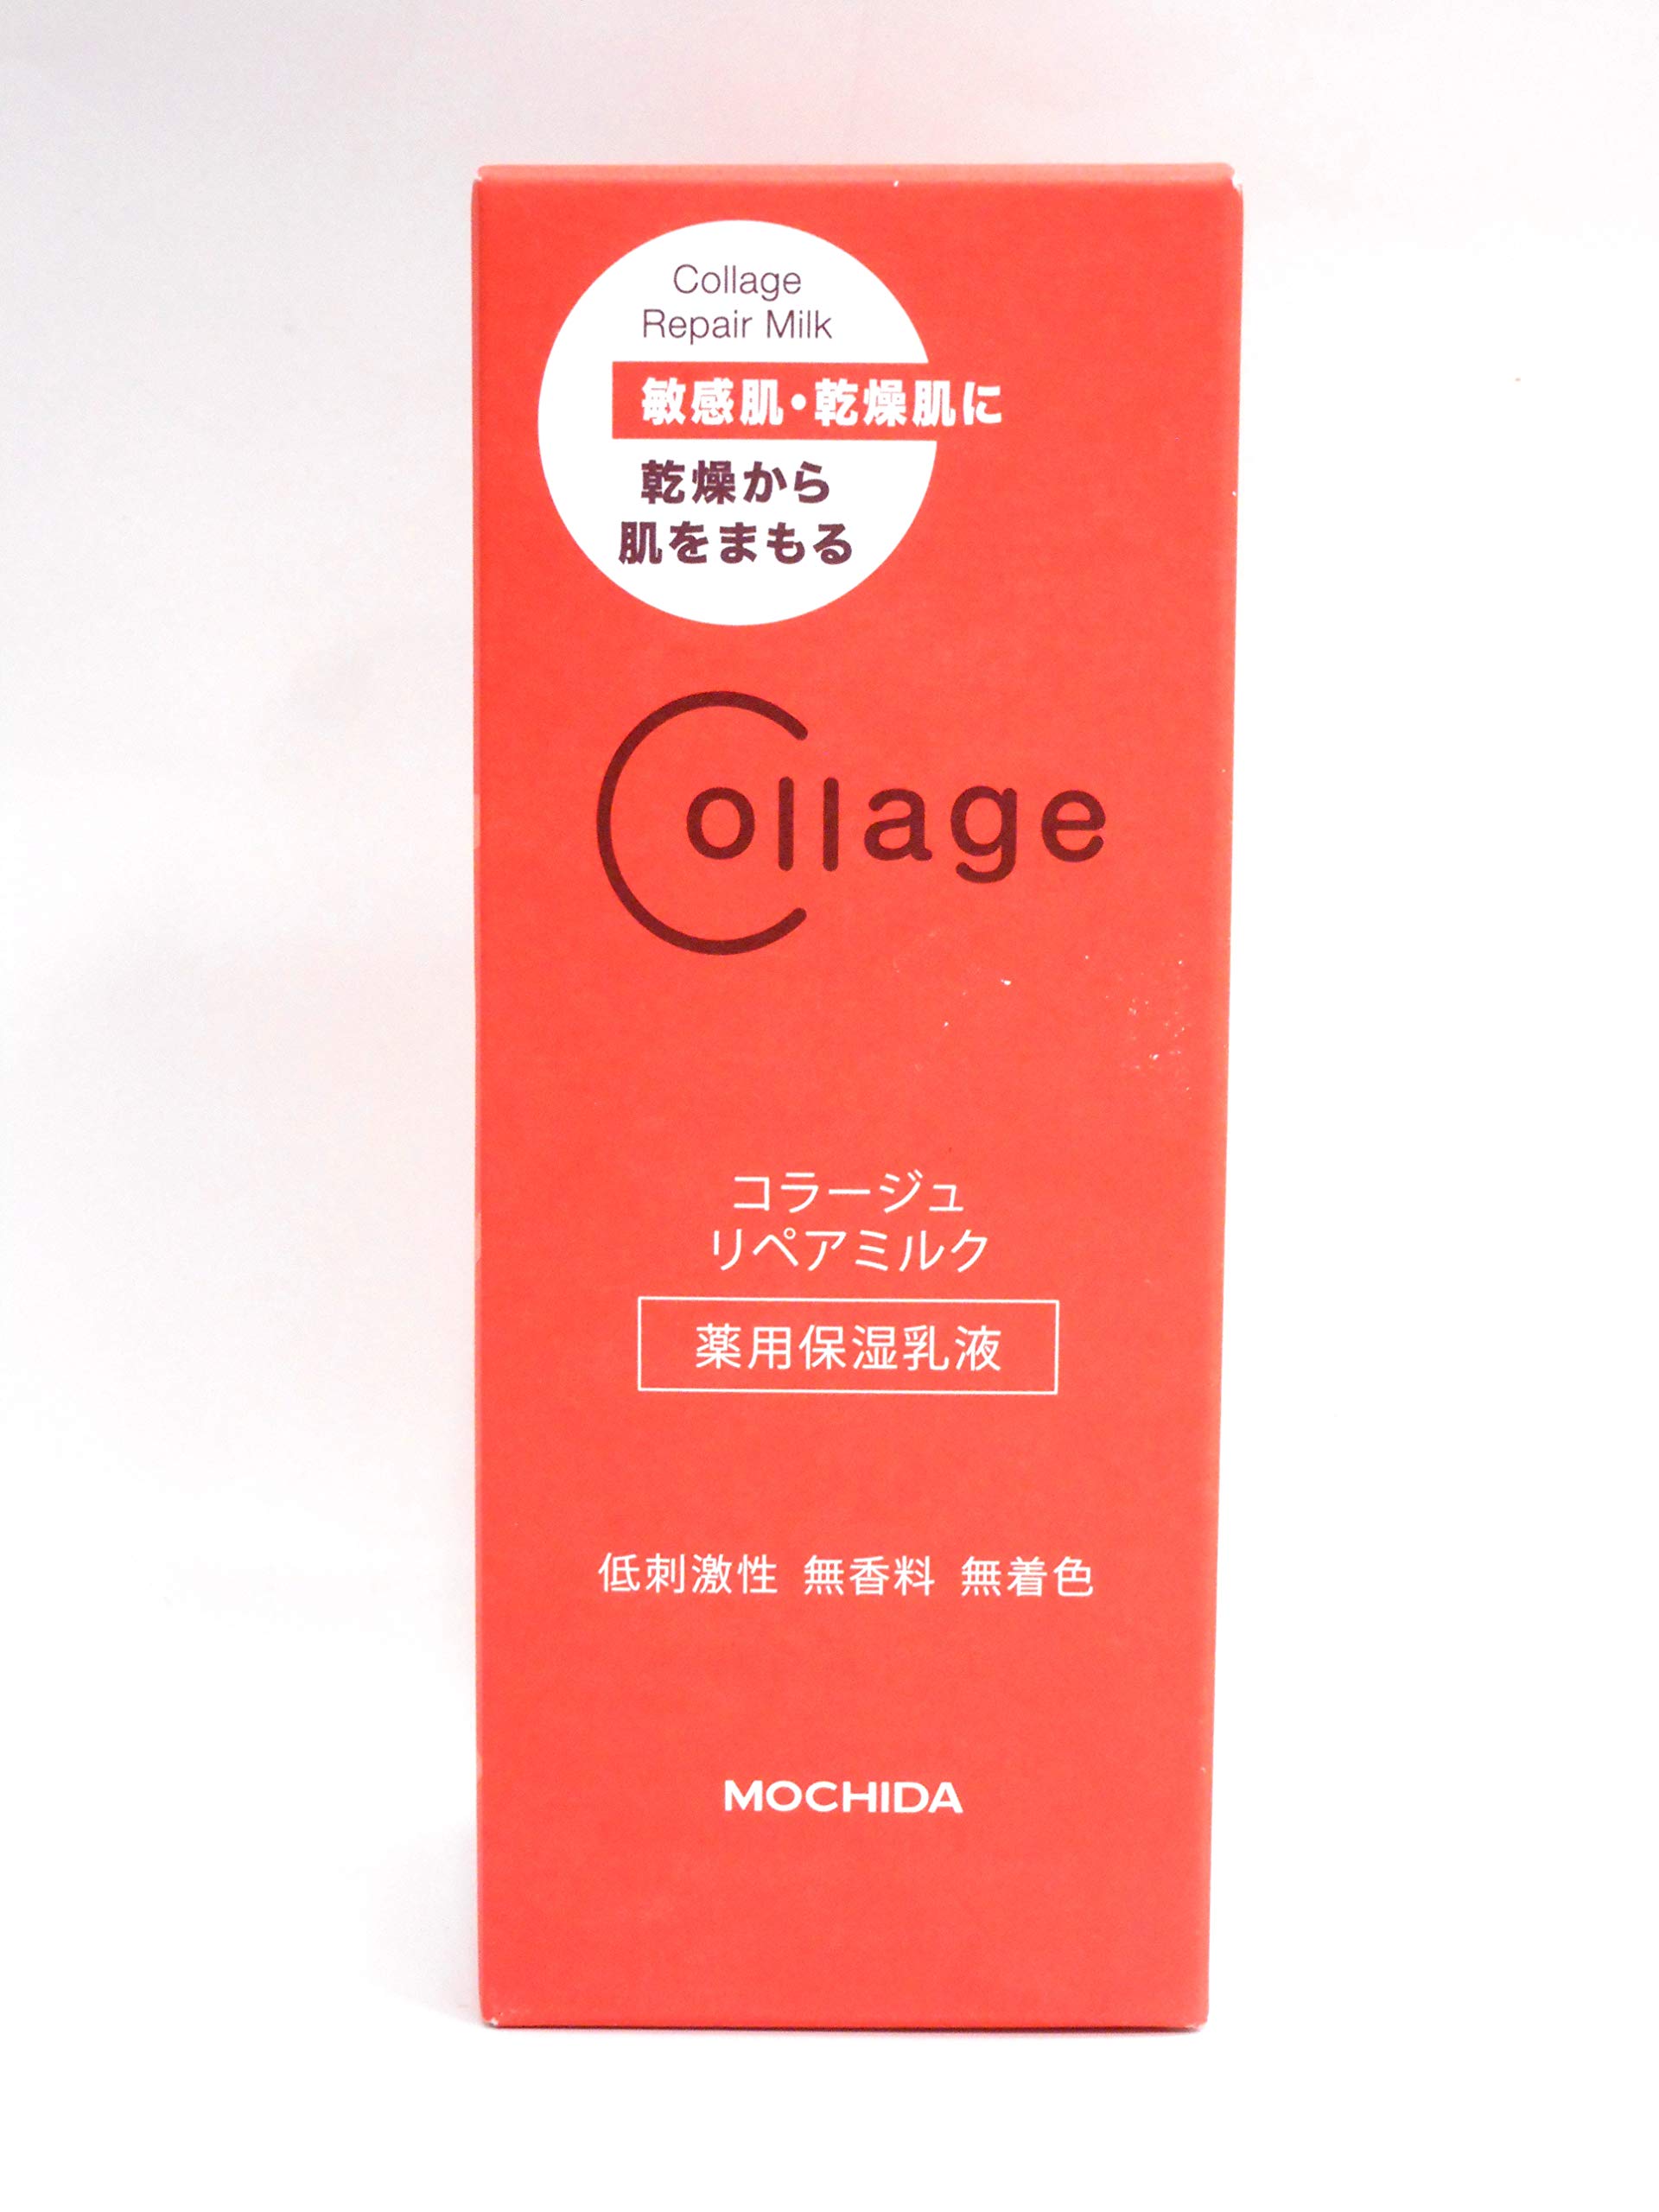 Collage
Repair Milk
敏感肌・乾燥肌に
乾燥から
肌をまもる
Collage
コラージュ
リペアミルク
薬用保湿乳液
低刺激性 無香料 無着色
MOCHIDA